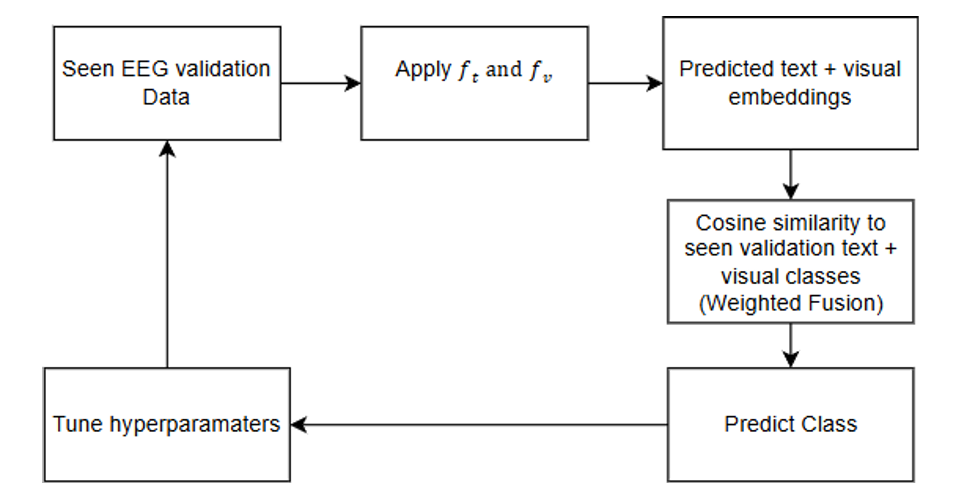 Seen EEG validation
Data
Apply f_t and f_v
Predicted text + visual
embeddings
Cosine similarity to
seen validation text +
visual classes
(Weighted Fusion)
Tune hyperparamaters
Predict Class